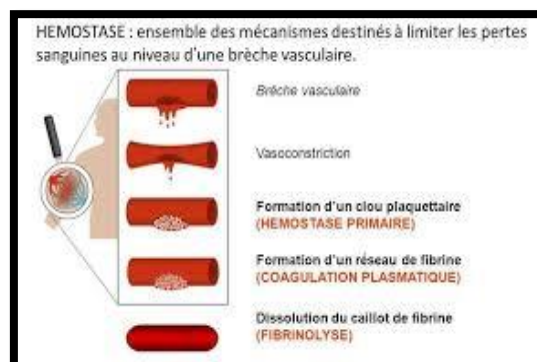 HEMOSTASE : ensemble des mécanismes destinés à limiter les pertes
sanguines au niveau d'une brèche vasculaire.
Brèche vasculaire
Vasoconstriction
Formation d'un clou plaquettaire
(HEMOSTASE PRIMAIRE)
Formation d'un réseau de fibrine
(COAGULATION PLASMATIQUE)
Dissolution du caillot de fibrine
(FIBRINOLYSE)